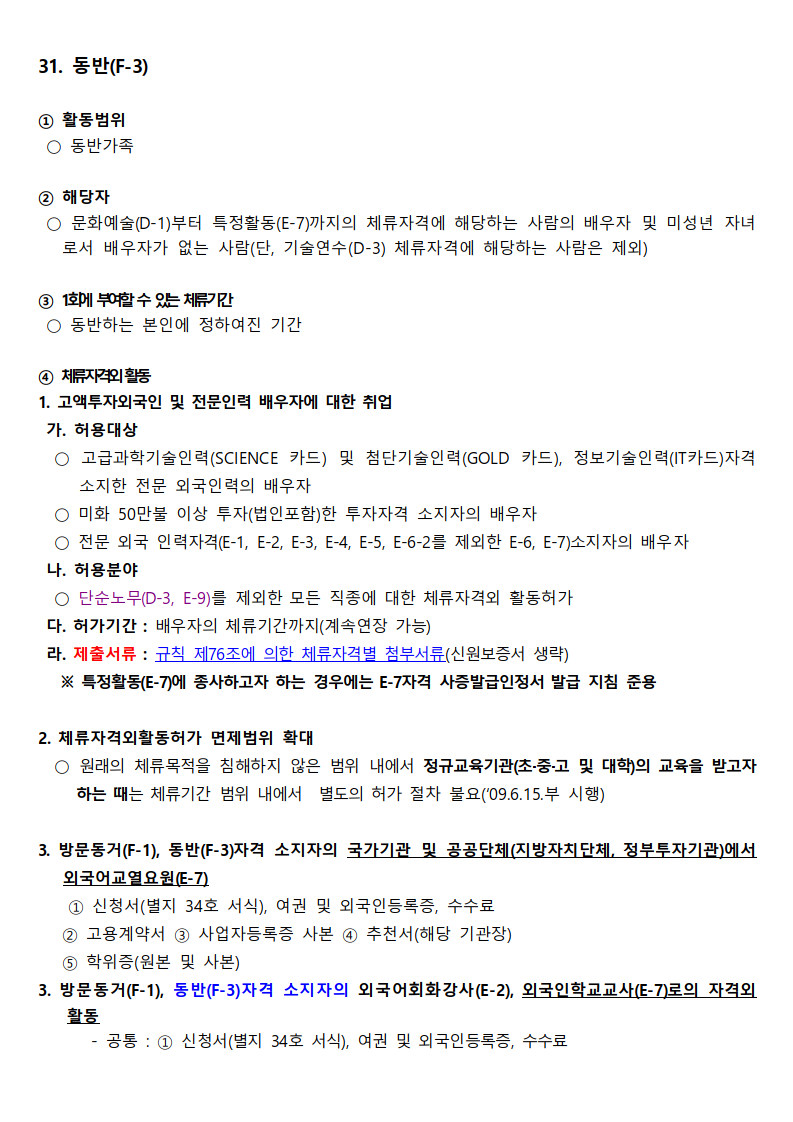 31. 동반(F-3)
① 활동범위
○ 동반가족
② 해당자
○ 문화예술(D-1)부터 특정활동(E-7)까지의 체류자격에 해당하는 사람의 배우자 및 미성년 자녀
로서 배우자가 없는 사람(단, 기술연수(D-3) 체류자격에 해당하는 사람은 제외)
③ 1회에 부여할 수 있는 체류기간
○ 동반하는 본인에 정하여진 기간
④ 체류자격외 활동
1. 고액투자외국인 및 전문인력 배우자에 대한 취업
가. 허용대상
○ 고급과학기술인력(SCIENCE 카드) 및 첨단기술인력(GOLD 카드), 정보기술인력(IT카드)자격
소지한 전문 외국인력의 배우자
○ 미화 50만불 이상 투자(법인포함)한 투자자격 소지자의 배우자
○ 전문 외국 인력자격(E-1, E-2, E-3, E-4, E-5, E-6-2를 제외한 E-6, E-7)소지자의 배우자
나. 허용분야
○ 단순노무(D-3, E-9)를 제외한 모든 직종에 대한 체류자격외 활동허가
다. 허가기간 : 배우자의 체류기간까지(계속연장 가능)
라. 제출서류 : 규칙 제76조에 의한 체류자격별 첨부서류(신원보증서 생략)
※ 특정활동(E-7)에 종사하고자 하는 경우에는 E-7자격 사증발급인정서 발급 지침 준용
2. 체류자격외활동허가 면제범위 확대
○ 원래의 체류목적을 침해하지 않은 범위 내에서 정규교육기관(초·중·고 및 대학)의 교육을 받고자
하는 때는 체류기간 범위 내에서 별도의 허가 절차 불요('09.6.15.부 시행)
3. 방문동거(F-1), 동반(F-3)자격 소지자의 국가기관 및 공공단체(지방자치단체, 정부투자기관)에서
외국어교열요원(E-7)
① 신청서(별지 34호 서식), 여권 및 외국인등록증, 수수료
② 고용계약서 ③ 사업자등록증 사본 ④ 추천서(해당 기관장)
⑤ 학위증(원본 및 사본)
3. 방문동거(F-1), 동반(F-3)자격 소지자의 외국어회화강사(E-2), 외국인학교교사(E-7)로의 자격외
활동
- 공통 : ① 신청서(별지 34호 서식), 여권 및 외국인등록증, 수수료